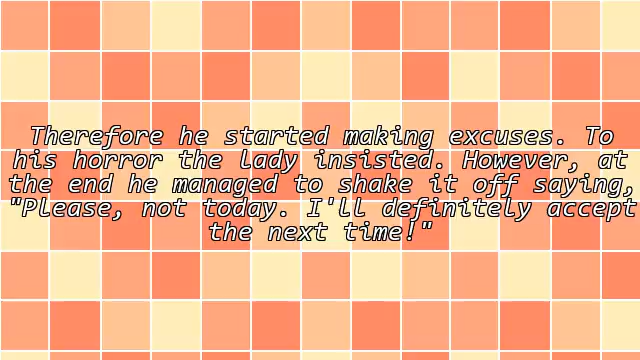 Therefore he started making excuses. To
his horror the lady insisted. However, at
the end he managed to shake it off saying,
"Please, not today. I'll definitely accept
the next time!"